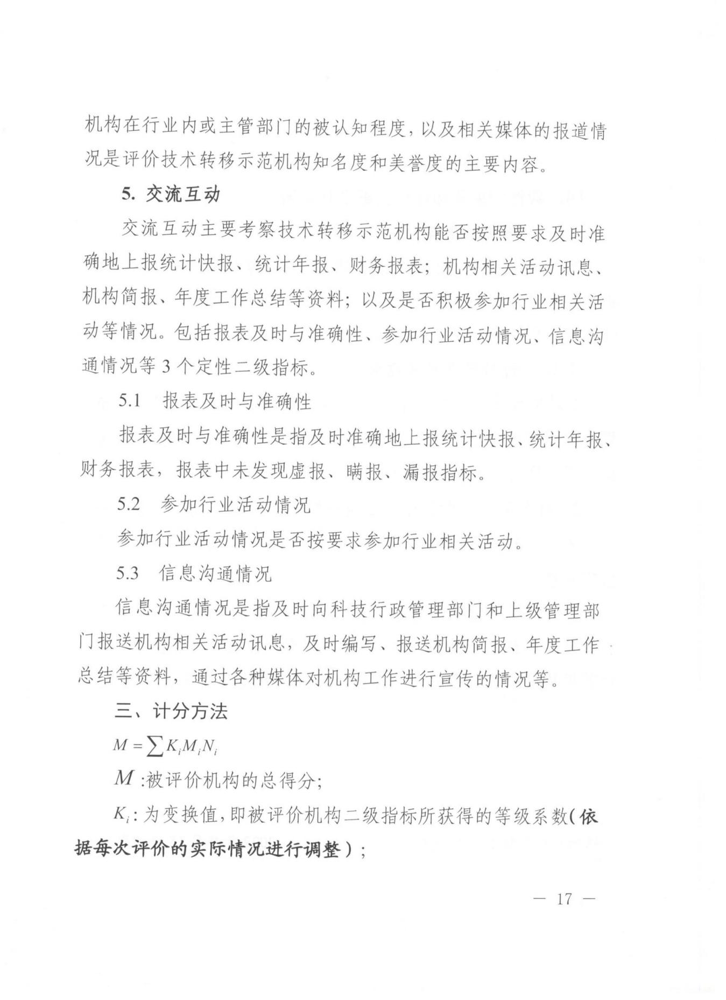 机构在行业内或主管部门的被认知程度，以及相关媒体的报道情
况是评价技术转移示范机构知名度和美誉度的主要内容。
5. 交流互动
交流互动主要考察技术转移示范机构能否按照要求及时准
确地上报统计快报、统计年报、财务报表；机构相关活动讯息、
机构简报、年度工作总结等资料；以及是否积极参加行业相关活
动等情况。包括报表及时与准确性、参加行业活动情况、信息沟
通情况等 3 个定性二级指标。
5.1 报表及时与准确性
报表及时与准确性是指及时准确地上报统计快报、统计年报、
财务报表，报表中未发现虚报、瞒报、漏报指标。
5.2 参加行业活动情况
参加行业活动情况是否按要求参加行业相关活动。
5.3 信息沟通情况
信息沟通情况是指及时向科技行政管理部门和上级管理部
门报送机构相关活动讯息，及时编写、报送机构简报、年度工作
总结等资料，通过各种媒体对机构工作进行宣传的情况等。
三、计分方法
M = ∑KᵢMᵢNᵢ
M :被评价机构的总得分；
Kᵢ: 为变换值，即被评价机构二级指标所获得的等级系数(依
据每次评价的实际情况进行调整)；
— 17 —